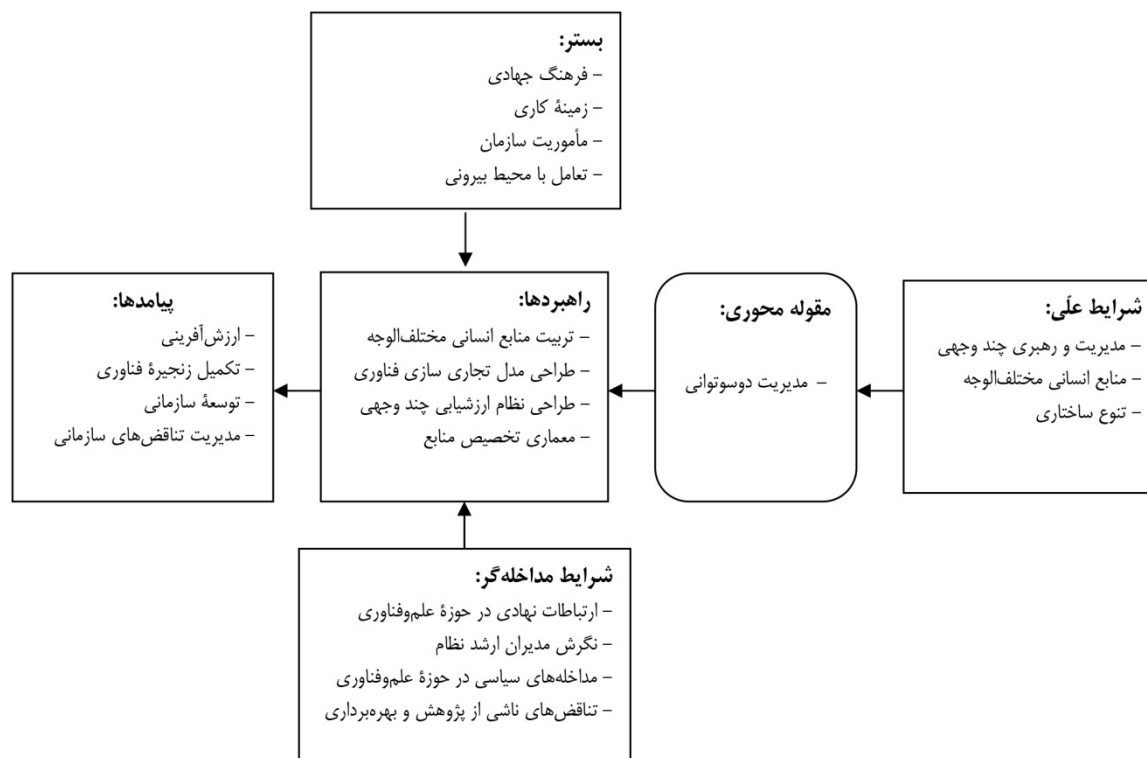 بستر:
– فرهنگ جهادی
– زمینهٔ کاری
– مأموریت سازمان
– تعامل با محیط بیرونی
شرایط علّی:
– مدیریت و رهبری چند وجهی
– منابع انسانی مختلف‌الوجه
– تنوع ساختاری
مقوله محوری:
– مدیریت دوسوتوانی
راهبردها:
– تربیت منابع انسانی مختلف‌الوجه
– طراحی مدل تجاری سازی فناوری
– طراحی نظام ارزشیابی چند وجهی
– معماری تخصیص منابع
پیامدها:
– ارزش‌آفرینی
– تکمیل زنجیرهٔ فناوری
– توسعهٔ سازمانی
– مدیریت تناقض‌های سازمانی
شرایط مداخله‌گر:
– ارتباطات نهادی در حوزهٔ علم‌وفناوری
– نگرش مدیران ارشد نظام
– مداخله‌های سیاسی در حوزهٔ علم‌وفناوری
– تناقض‌های ناشی از پژوهش و بهره‌برداری